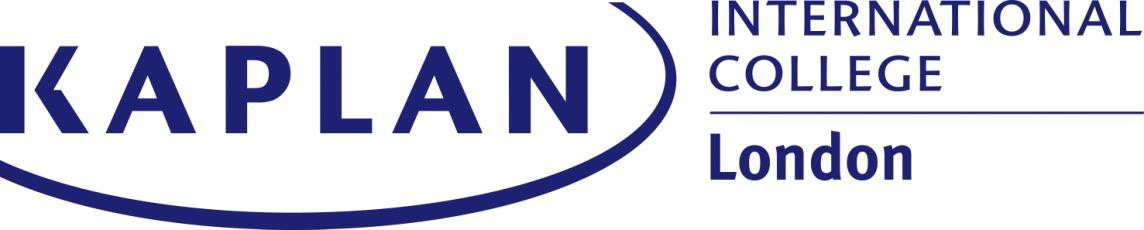 KAPLAN
INTERNATIONAL
COLLEGE
London